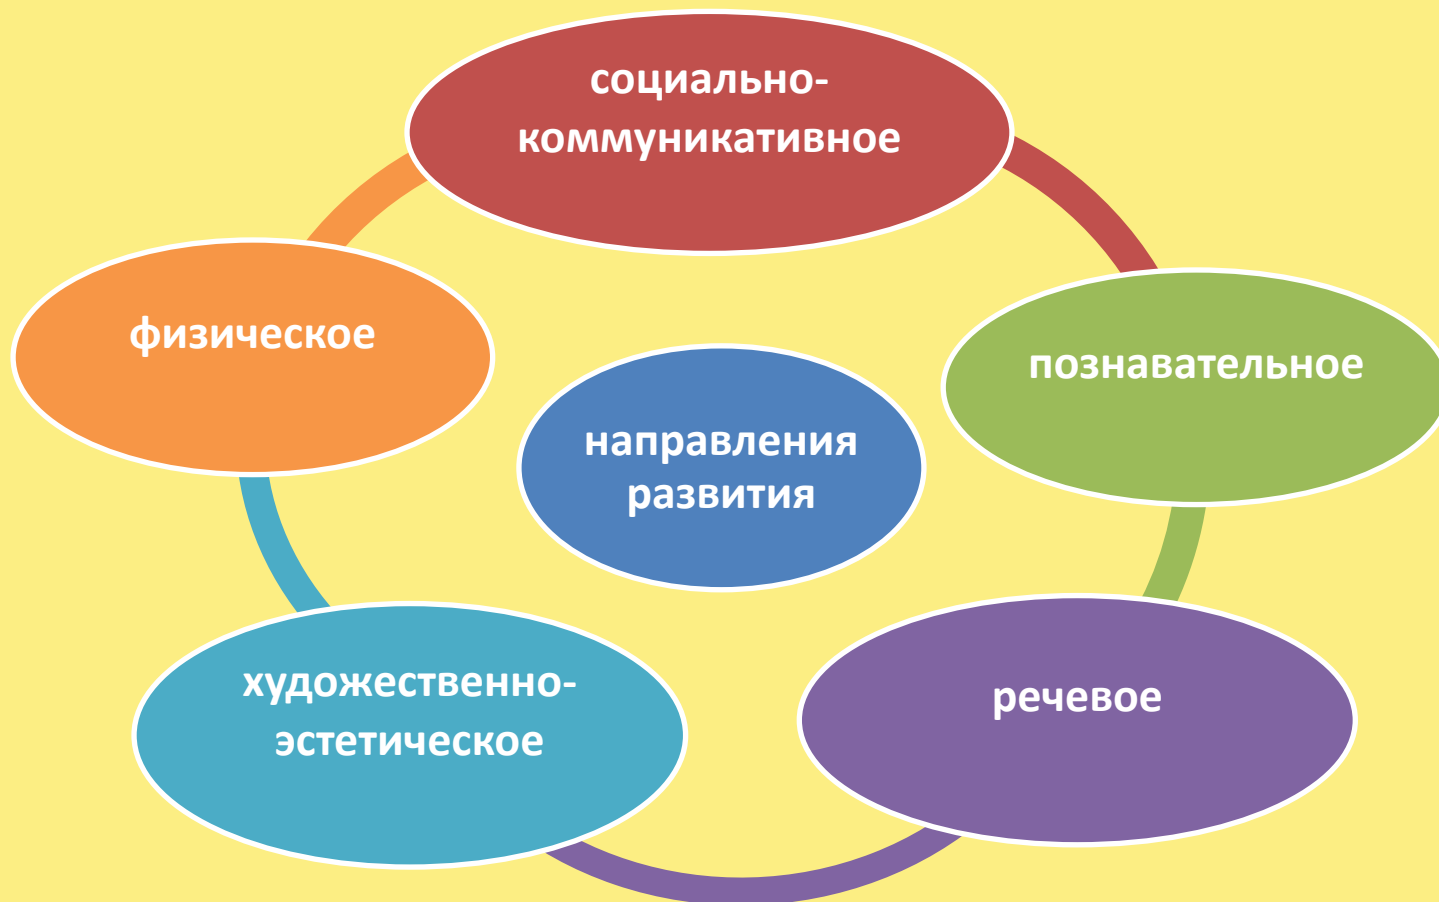 социально-
коммуникативное
физическое
познавательное
направления
развития
художественно-
эстетическое
речевое